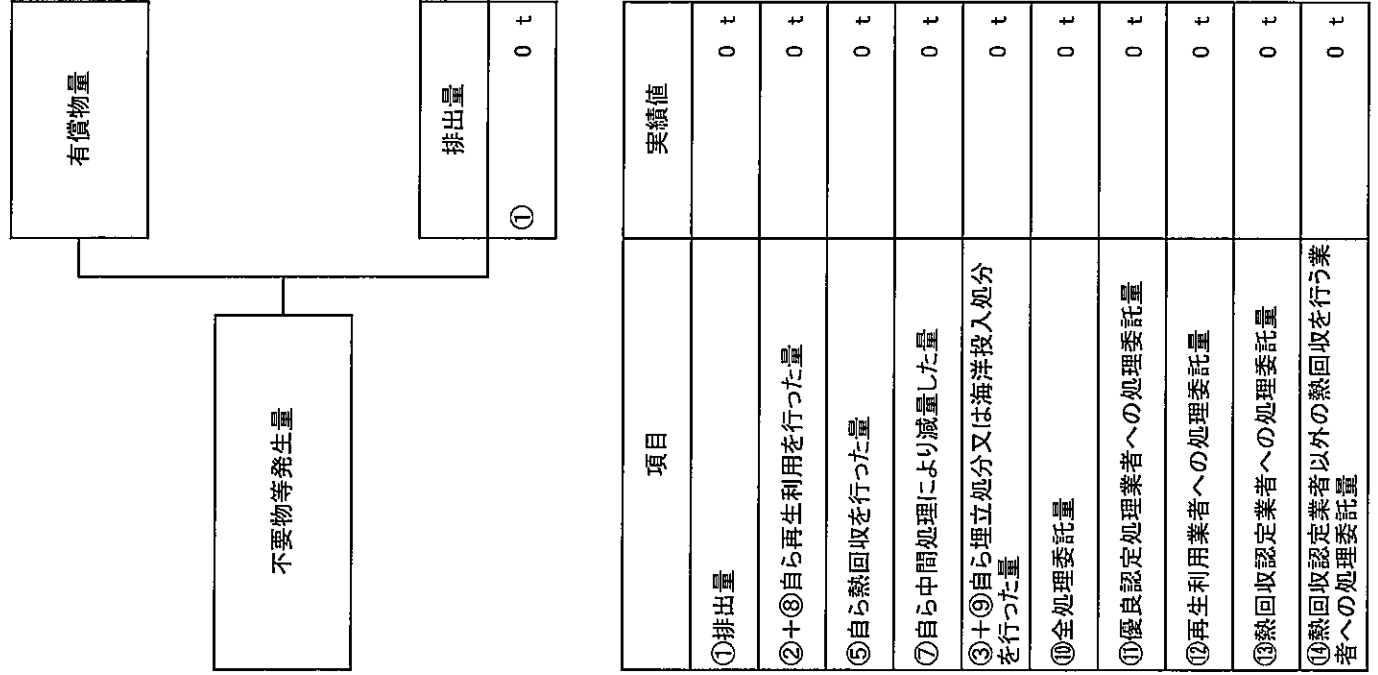 有償物量
不要物等発生量
排出量
① 0 t
項目 実績値
①排出量 0 t
②+⑧自ら再生利用を行った量 0 t
⑤自ら熱回収を行った量 0 t
⑦自ら中間処理により減量した量 0 t
③+⑨自ら埋立処分又は海洋投入処分
を行った量 0 t
⑩全処理委託量 0 t
⑪優良認定処理業者への処理委託量 0 t
⑫再生利用業者への処理委託量 0 t
⑬熱回収認定業者への処理委託量 0 t
⑭熱回収認定業者以外の熱回収を行う業
者への処理委託量 0 t